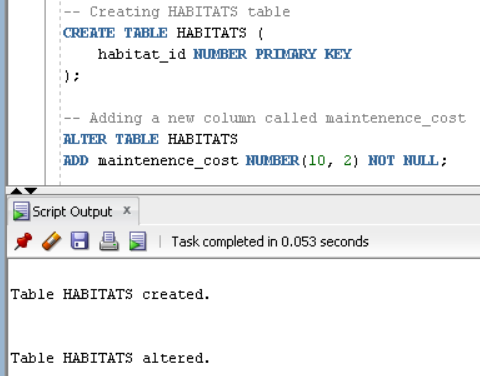 -- Creating HABITATS table
CREATE TABLE HABITATS (
    habitat_id NUMBER PRIMARY KEY
);
-- Adding a new column called maintenence_cost
ALTER TABLE HABITATS
ADD maintenence_cost NUMBER(10, 2) NOT NULL;
Script Output x
Task completed in 0.053 seconds
Table HABITATS created.
Table HABITATS altered.